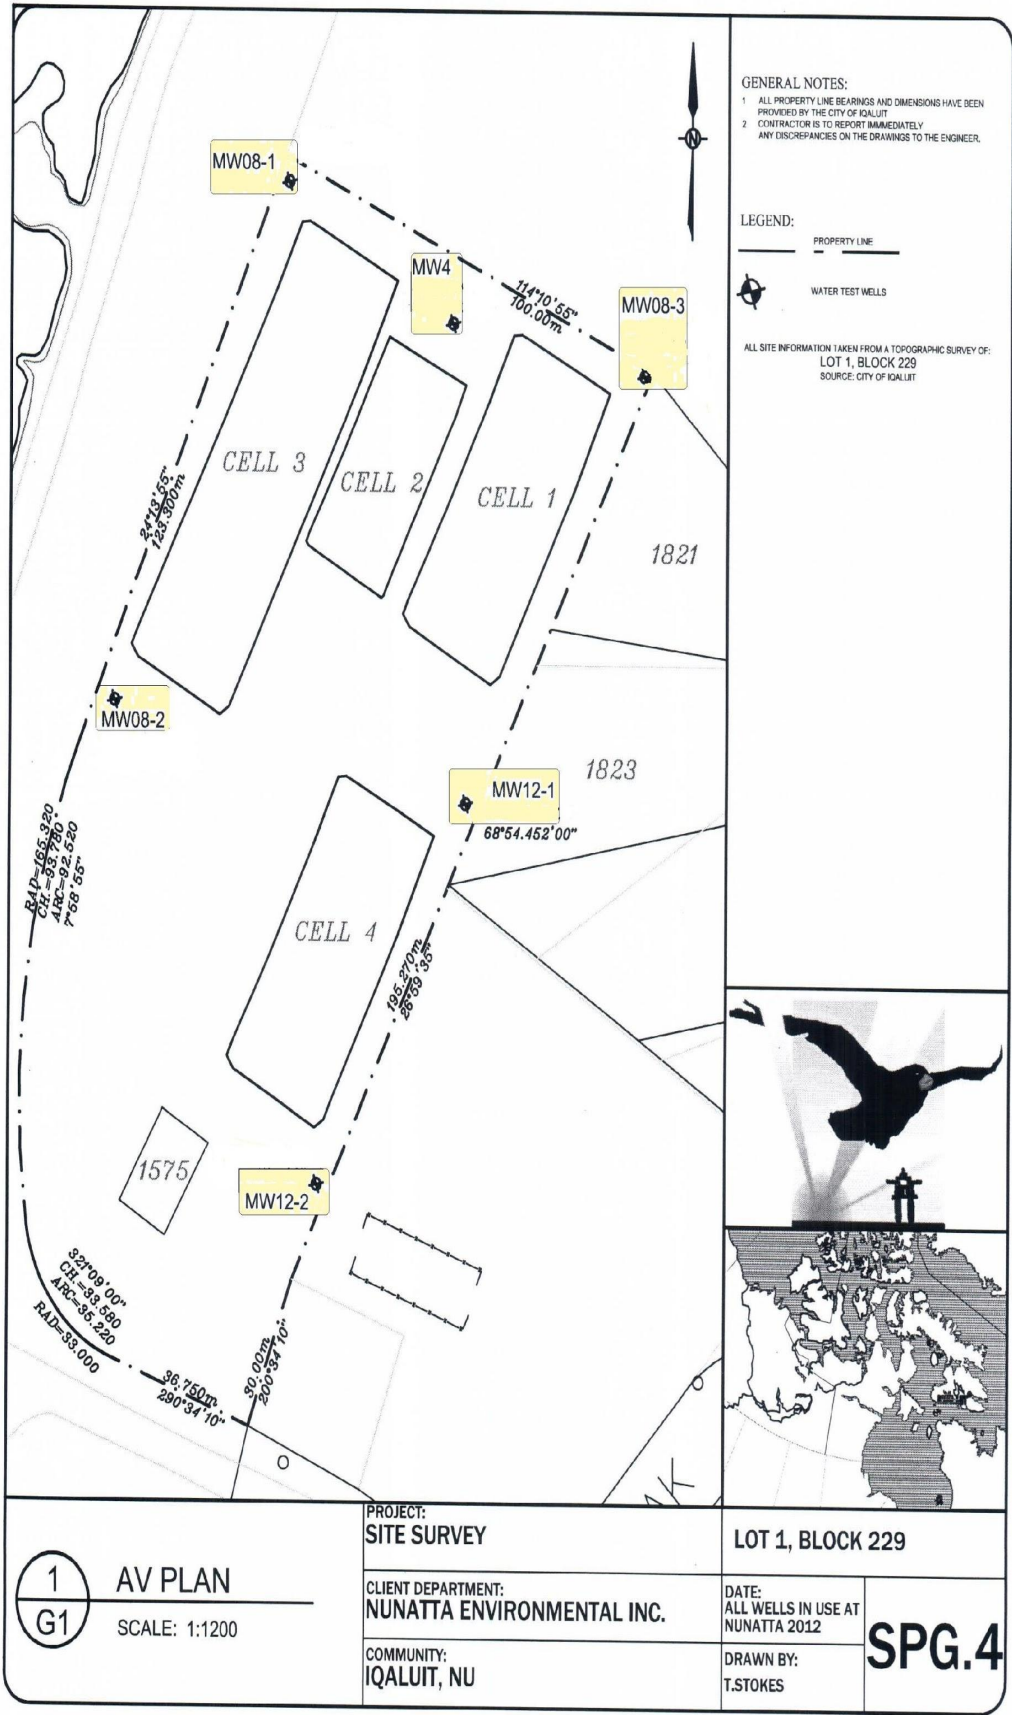 GENERAL NOTES:
1 ALL PROPERTY LINE BEARINGS AND DIMENSIONS HAVE BEEN
PROVIDED BY THE CITY OF IQALUIT
2 CONTRACTOR IS TO REPORT IMMMEDIATELY
ANY DISCREPANCIES ON THE DRAWINGS TO THE ENGINEER.
N
LEGEND:
PROPERTY LINE
WATER TEST WELLS
ALL SITE INFORMATION TAKEN FROM A TOPOGRAPHIC SURVEY OF:
LOT 1, BLOCK 229
SOURCE: CITY OF IQALUIT
MW08-1
MW4
114°10'55"
100.00m
MW08-3
CELL 3
CELL 2
CELL 1
24°13'55"
123.300m
1821
MW08-2
1823
MW12-1
68°54.452'00"
RAD=165.320
CH.=93.780
ARC=92.520
7°58'55"
CELL 4
195.270m
26°59'35"
1575
MW12-2
321°09'00"
CH.=33.580
ARC=35.220
RAD=33.000
36.750m
290°34'10"
30.00m
200°34'10"
1
G1
AV PLAN
SCALE: 1:1200
PROJECT:
SITE SURVEY
CLIENT DEPARTMENT:
NUNATTA ENVIRONMENTAL INC.
COMMUNITY:
IQALUIT, NU
LOT 1, BLOCK 229
DATE:
ALL WELLS IN USE AT
NUNATTA 2012
DRAWN BY:
T.STOKES
SPG.4